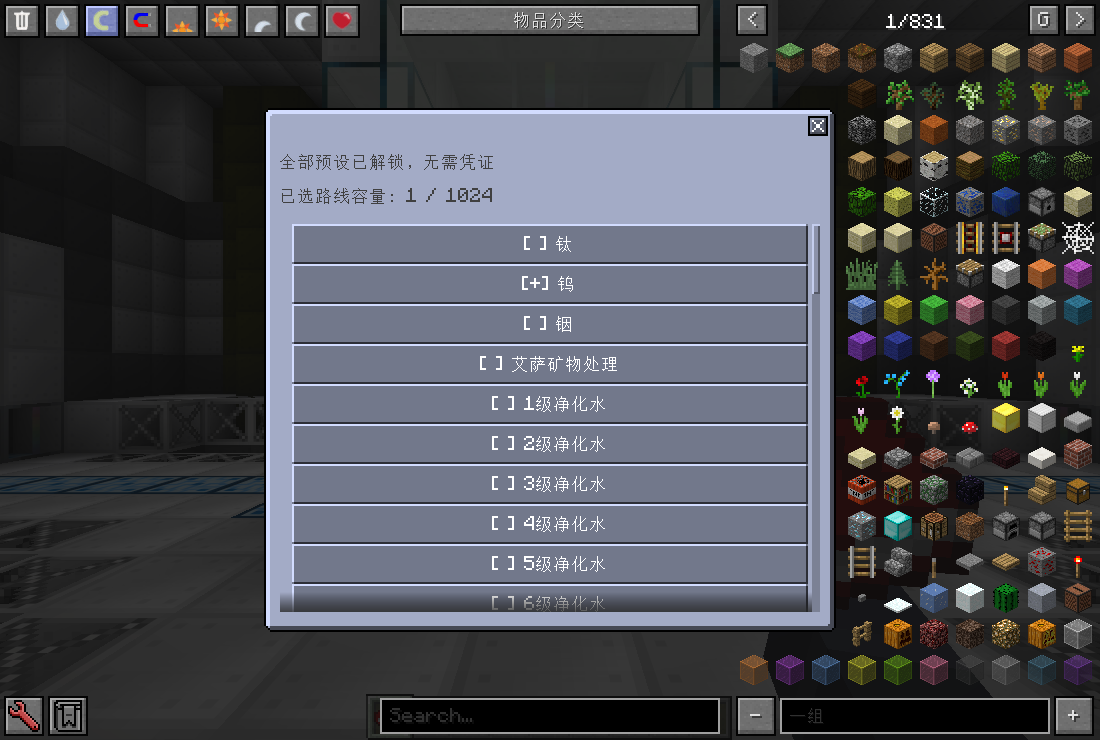 物品分类
1/831
G
全部预设已解锁，无需凭证
已选路线容量: 1 / 1024
[ ] 钛
[+] 钨
[ ] 铟
[ ] 艾萨矿物处理
[ ] 1级净化水
[ ] 2级净化水
[ ] 3级净化水
[ ] 4级净化水
[ ] 5级净化水
[ ] 6级净化水
Search…
一组